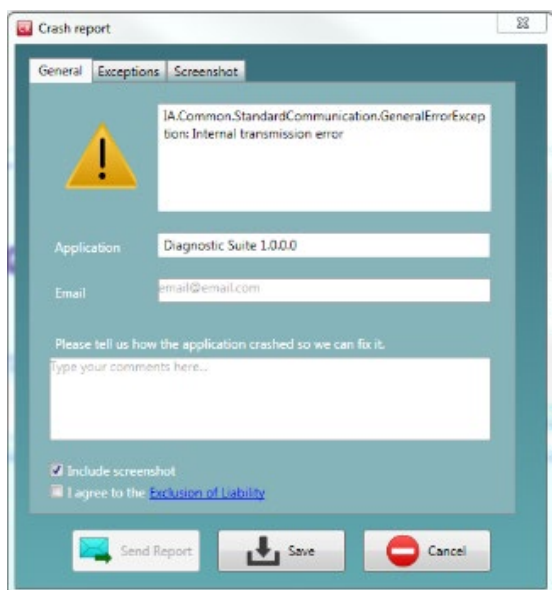 Crash report
General Exceptions Screenshot
IA.Common.StandardCommunication.GeneralErrorExcep
tion: Internal transmission error
Application Diagnostic Suite 1.0.0.0
Email email@email.com
Please tell us how the application crashed so we can fix it.
Type your comments here...
Include screenshot
I agree to the Exclusion of Liability
Send Report Save Cancel